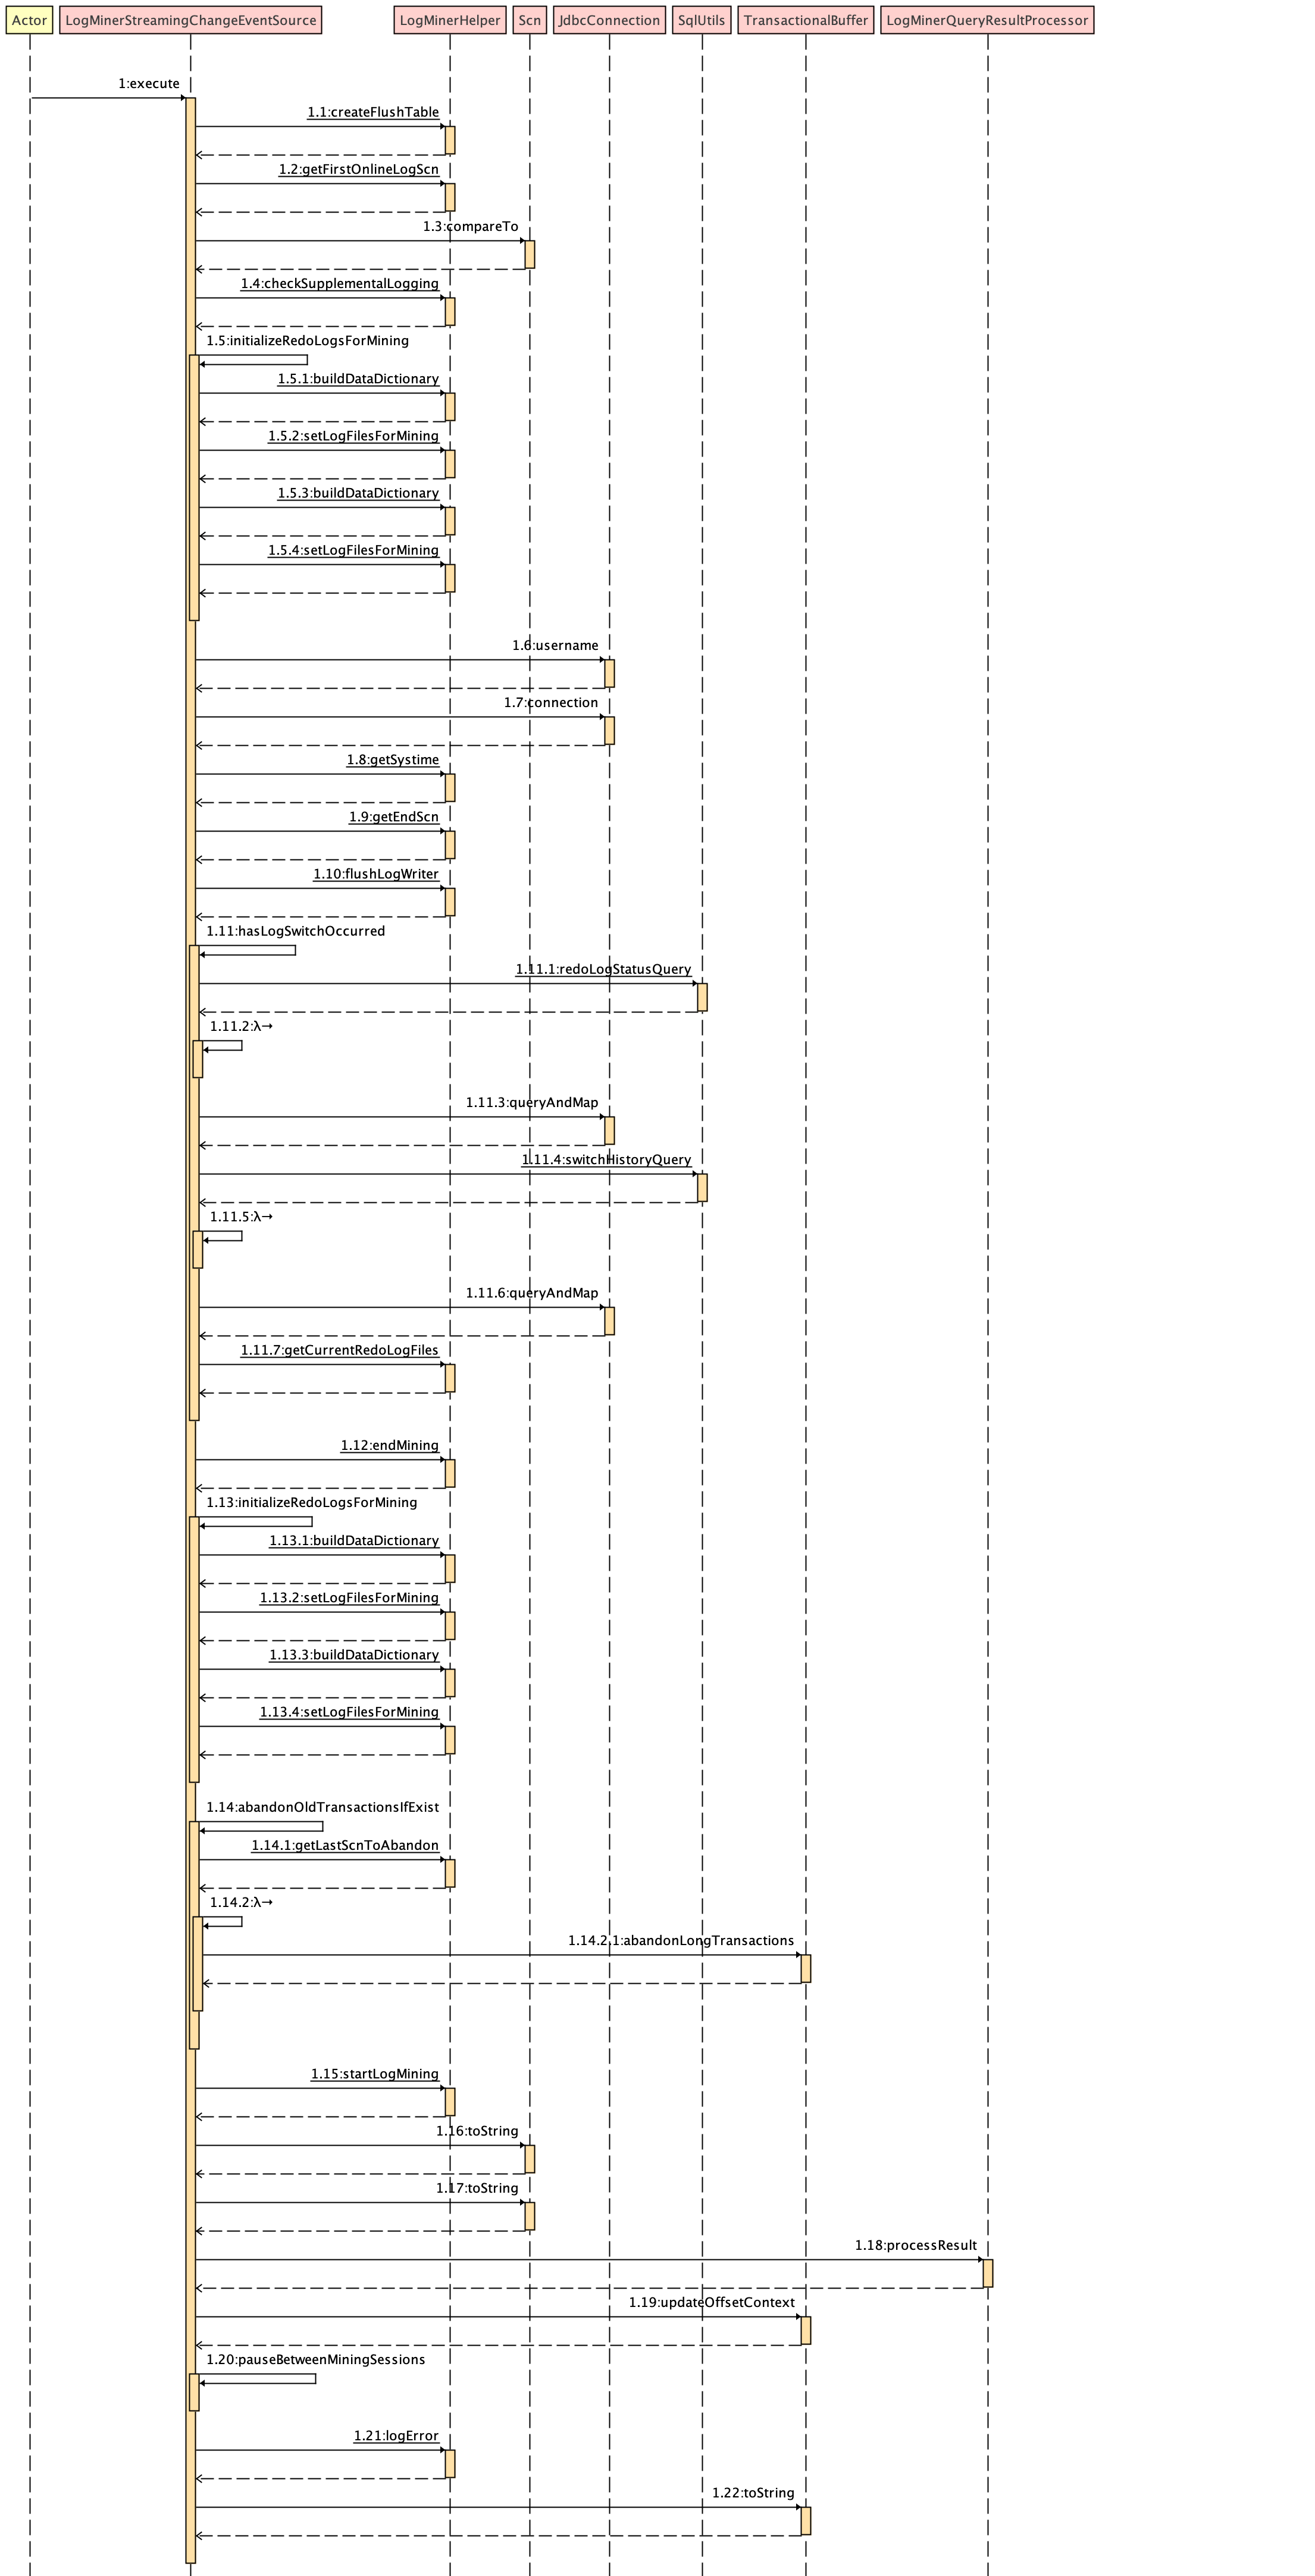 Actor
LogMinerStreamingChangeEventSource
LogMinerHelper
Scn
JdbcConnection
SqlUtils
TransactionalBuffer
LogMinerQueryResultProcessor
1:execute
1.1:createFlushTable
1.2:getFirstOnlineLogScn
1.3:compareTo
1.4:checkSupplementalLogging
1.5:initializeRedoLogsForMining
1.5.1:buildDataDictionary
1.5.2:setLogFilesForMining
1.5.3:buildDataDictionary
1.5.4:setLogFilesForMining
1.6:username
1.7:connection
1.8:getSystime
1.9:getEndScn
1.10:flushLogWriter
1.11:hasLogSwitchOccurred
1.11.1:redoLogStatusQuery
1.11.2:λ→
1.11.3:queryAndMap
1.11.4:switchHistoryQuery
1.11.5:λ→
1.11.6:queryAndMap
1.11.7:getCurrentRedoLogFiles
1.12:endMining
1.13:initializeRedoLogsForMining
1.13.1:buildDataDictionary
1.13.2:setLogFilesForMining
1.13.3:buildDataDictionary
1.13.4:setLogFilesForMining
1.14:abandonOldTransactionsIfExist
1.14.1:getLastScnToAbandon
1.14.2:λ→
1.14.2.1:abandonLongTransactions
1.15:startLogMining
1.16:toString
1.17:toString
1.18:processResult
1.19:updateOffsetContext
1.20:pauseBetweenMiningSessions
1.21:logError
1.22:toString